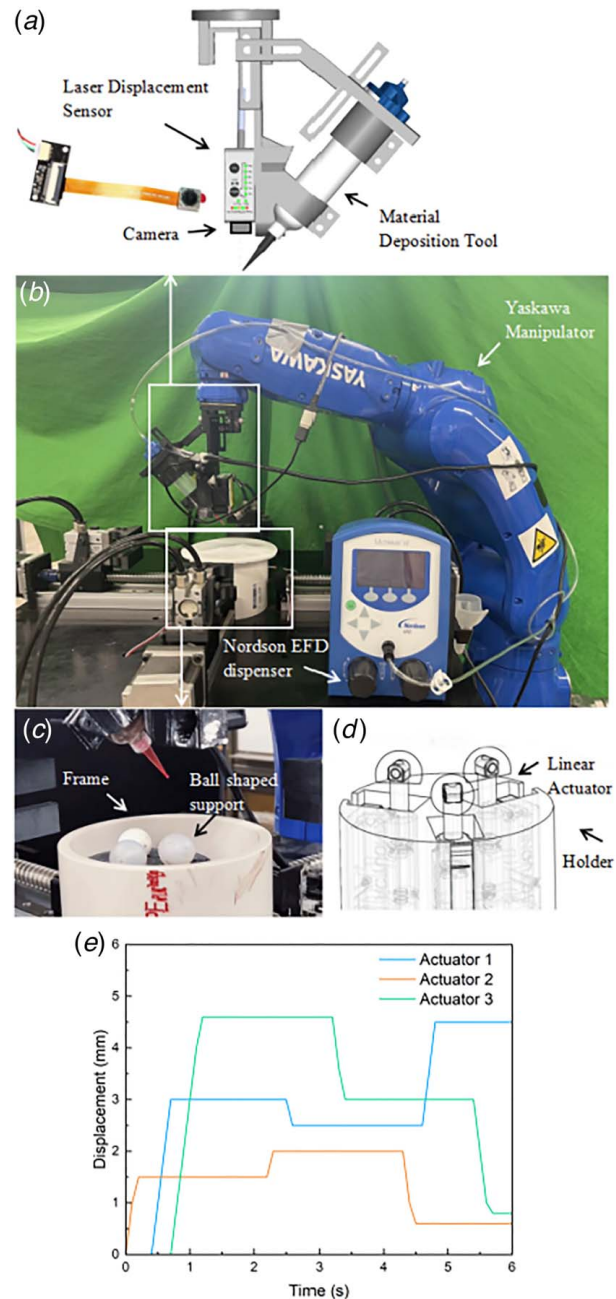 (a)
Laser Displacement
Sensor
Camera
Material
Deposition Tool
(b)
Yaskawa
Manipulator
YASKAWA
Nordson
Nordson EFD
dispenser
(c)
Frame
Ball shaped
support
(d)
Linear
Actuator
Holder
(e)
Actuator 1
Actuator 2
Actuator 3
Displacement (mm)
6
5
4
3
2
1
0
0
1
2
3
4
5
6
Time (s)